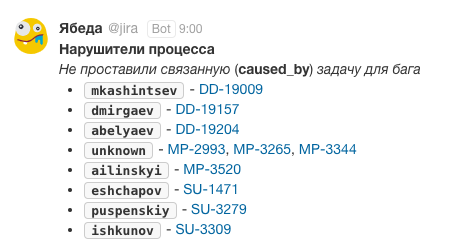 Ябеда @jira Bot 9:00
Нарушители процесса
Не проставили связанную (caused_by) задачу для бага
• mkashintsev - DD-19009
• dmirgaev - DD-19157
• abelyaev - DD-19204
• unknown - MP-2993, MP-3265, MP-3344
• ailinskyi - MP-3520
• eshchapov - SU-1471
• puspenskiy - SU-3279
• ishkunov - SU-3309